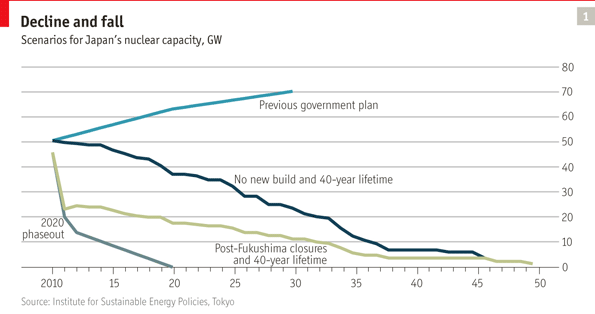 Decline and fall
1
Scenarios for Japan's nuclear capacity, GW
80
70
Previous government plan
60
50
40
No new build and 40-year lifetime
30
2020
phaseout
20
Post-Fukushima closures
and 40-year lifetime
10
0
2010 15 20 25 30 35 40 45 50
Source: Institute for Sustainable Energy Policies, Tokyo